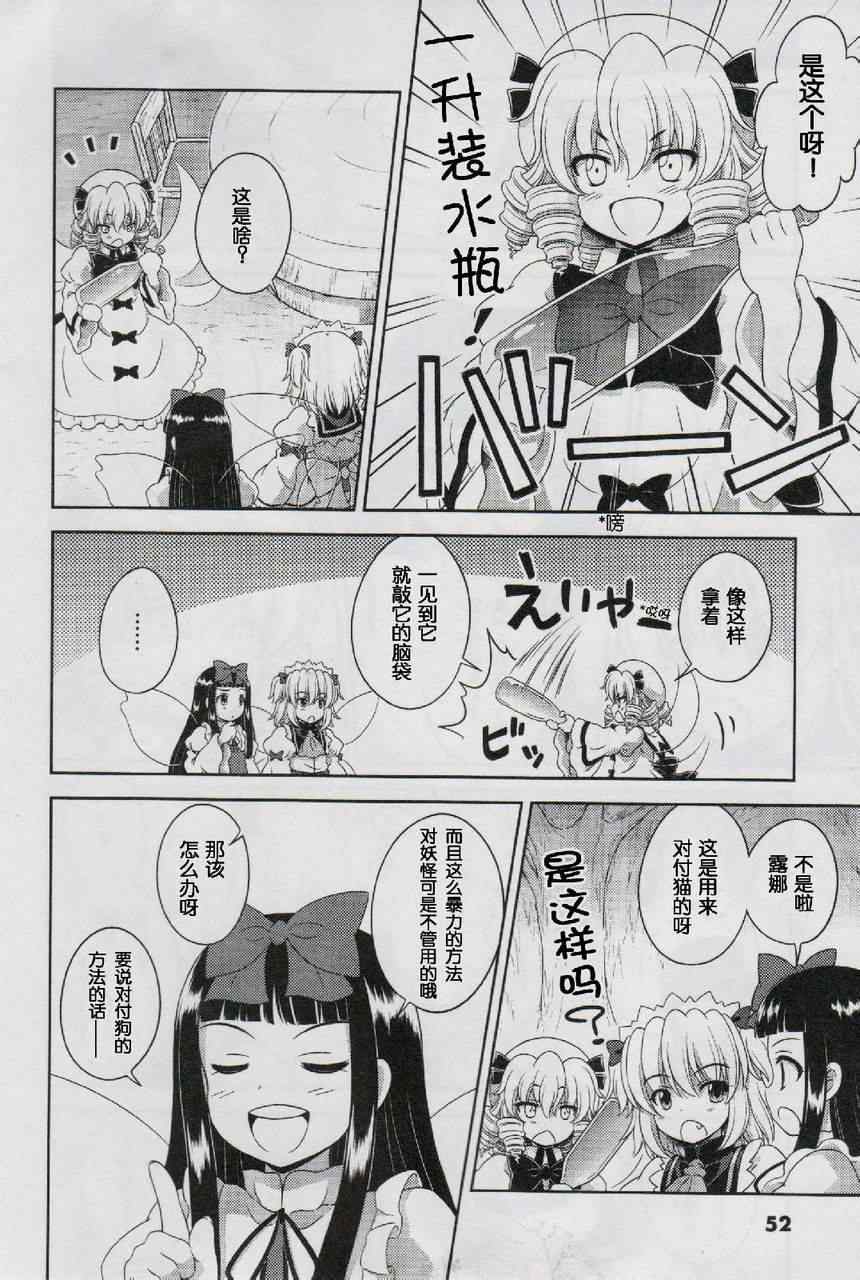 是这个呀！
一升装水瓶！
バーン
*嗙
这是啥？
像这样
拿着
えいや
*哎呀
ビッ
一见到它
就敲它的脑袋
……
不是啦
露娜
这是用来
对付猫的呀
是这样吗？
而且这么暴力的方法
对妖怪可是不管用的哦
那该
怎么办呀
要说对付狗的
方法的话——
52